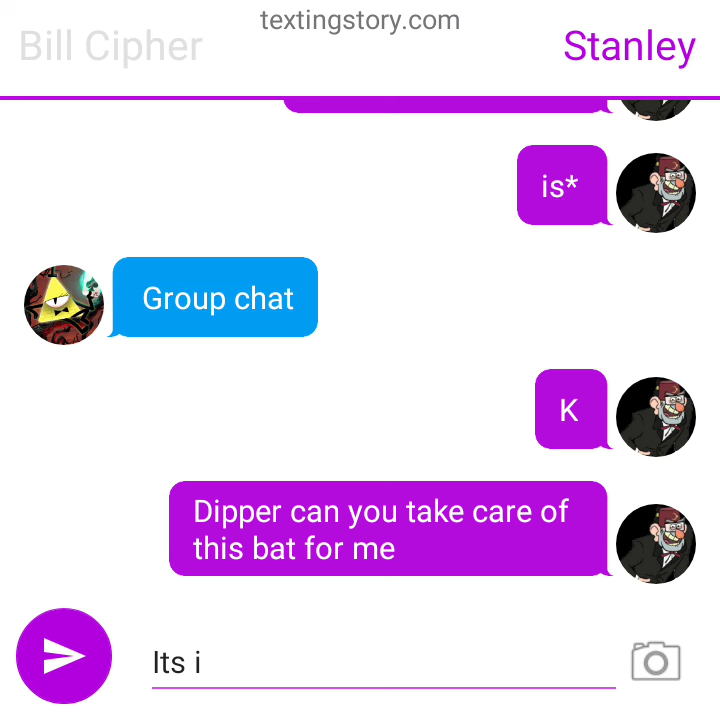 textingstory.com
Bill Cipher
Stanley
is*
Group chat
K
Dipper can you take care of
this bat for me
Its i